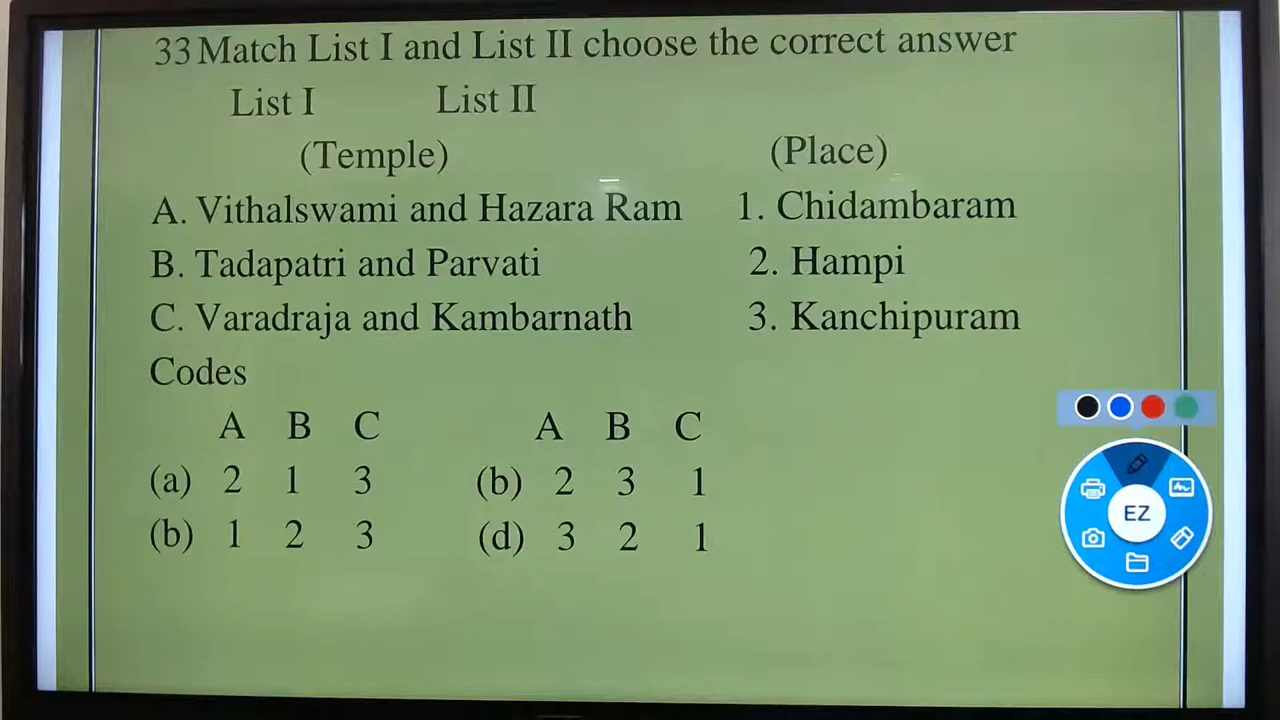 33 Match List I and List II choose the correct answer
List I List II
(Temple) (Place)
A. Vithalswami and Hazara Ram 1. Chidambaram
B. Tadapatri and Parvati 2. Hampi
C. Varadraja and Kambarnath 3. Kanchipuram
Codes
A B C A B C
(a) 2 1 3 (b) 2 3 1
(b) 1 2 3 (d) 3 2 1
EZ